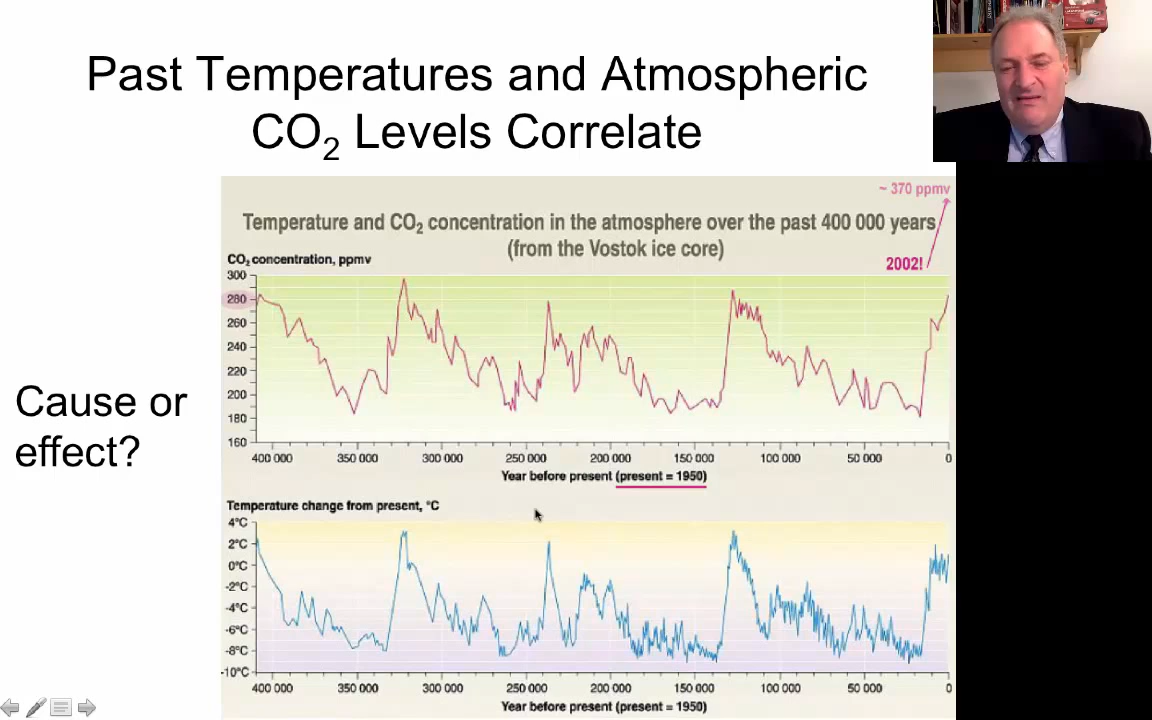 Past Temperatures and Atmospheric
CO₂ Levels Correlate
~ 370 ppmv
Temperature and CO₂ concentration in the atmosphere over the past 400 000 years
(from the Vostok ice core)
2002!
CO₂ concentration, ppmv
300
280
260
240
220
200
180
160
400 000 350 000 300 000 250 000 200 000 150 000 100 000 50 000 0
Year before present (present = 1950)
Cause or
effect?
Temperature change from present, °C
4°C
2°C
0°C
-2°C
-4°C
-6°C
-8°C
-10°C
400 000 350 000 300 000 250 000 200 000 150 000 100 000 50 000 0
Year before present (present = 1950)